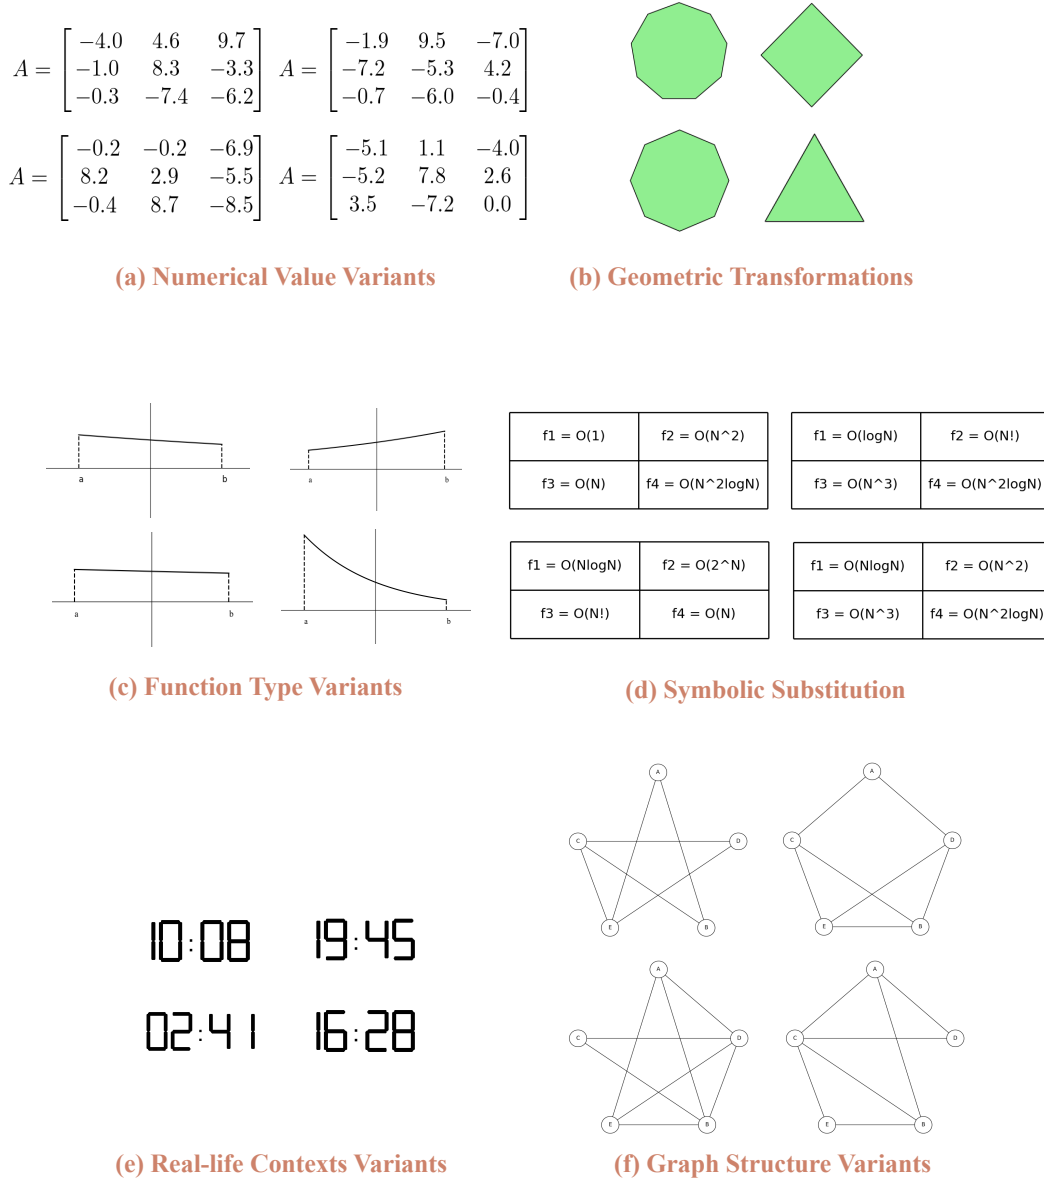 A = [−4.0 4.6 9.7
−1.0 8.3 −3.3
−0.3 −7.4 −6.2]
A = [−1.9 9.5 −7.0
−7.2 −5.3 4.2
−0.7 −6.0 −0.4]
A = [−0.2 −0.2 −6.9
8.2 2.9 −5.5
−0.4 8.7 −8.5]
A = [−5.1 1.1 −4.0
−5.2 7.8 2.6
3.5 −7.2 0.0]
(a) Numerical Value Variants
(b) Geometric Transformations
a b
a b
a b
a b
(c) Function Type Variants
f1 = O(1) f2 = O(N^2)
f3 = O(N) f4 = O(N^2logN)
f1 = O(logN) f2 = O(N!)
f3 = O(N^3) f4 = O(N^2logN)
f1 = O(NlogN) f2 = O(2^N)
f3 = O(N!) f4 = O(N)
f1 = O(NlogN) f2 = O(N^2)
f3 = O(N^3) f4 = O(N^2logN)
(d) Symbolic Substitution
10:08 19:45
02:41 16:28
(e) Real-life Contexts Variants
A
C D
E B
A
C D
E B
A
C D
E B
A
C D
E B
(f) Graph Structure Variants